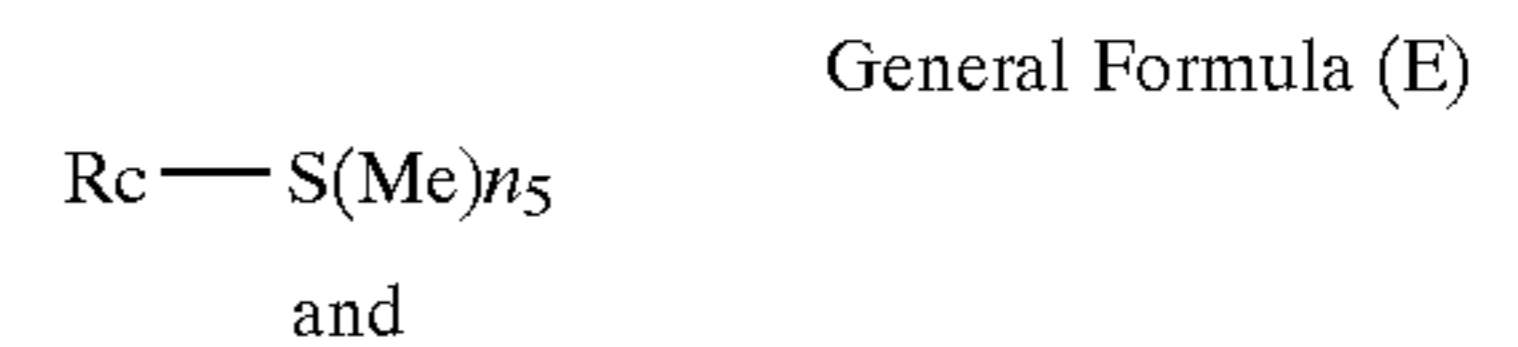 General Formula (E)
Rc—S(Me)n5
and